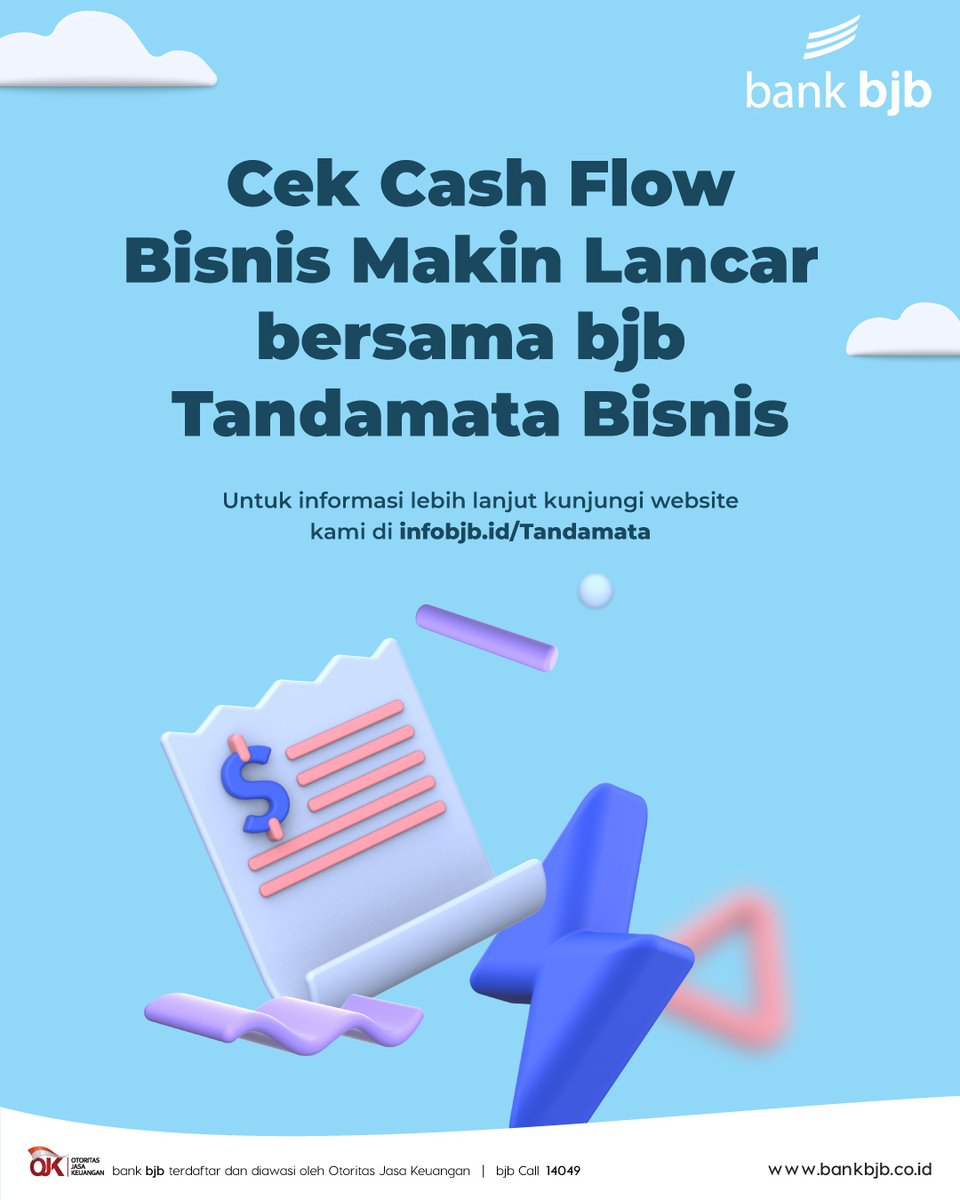 bank bjb
Cek Cash Flow
Bisnis Makin Lancar
bersama bjb
Tandamata Bisnis
Untuk informasi lebih lanjut kunjungi website
kami di infobjb.id/Tandamata
$
OJK OTORITAS
JASA
KEUANGAN
bank bjb terdaftar dan diawasi oleh Otoritas Jasa Keuangan | bjb Call 14049
www.bankbjb.co.id